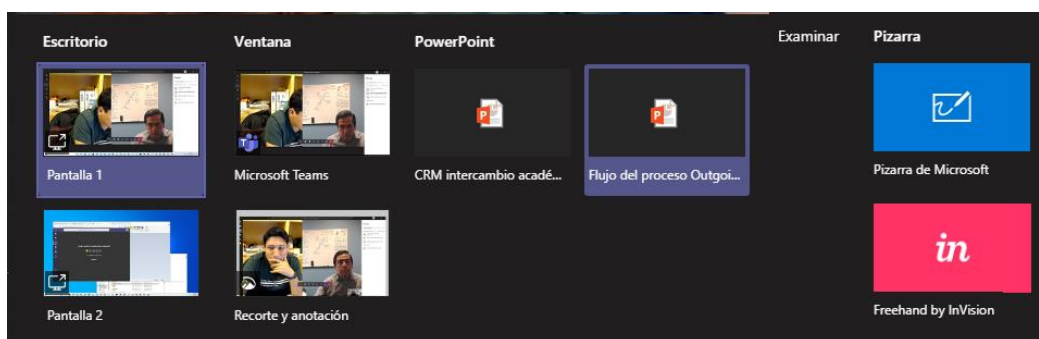 Escritorio
Ventana
PowerPoint
Examinar
Pizarra
Pantalla 1
Microsoft Teams
CRM intercambio acadé...
Flujo del proceso Outgoi...
Pizarra de Microsoft
Pantalla 2
Recorte y anotación
in
Freehand by InVision